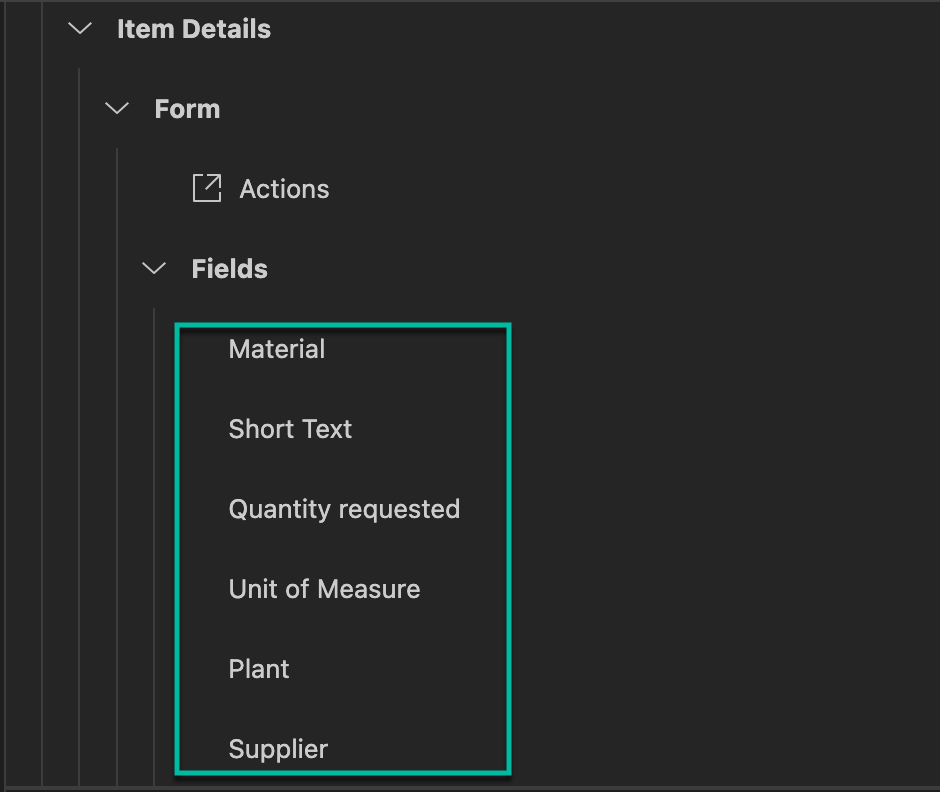 Item Details
Form
Actions
Fields
Material
Short Text
Quantity requested
Unit of Measure
Plant
Supplier